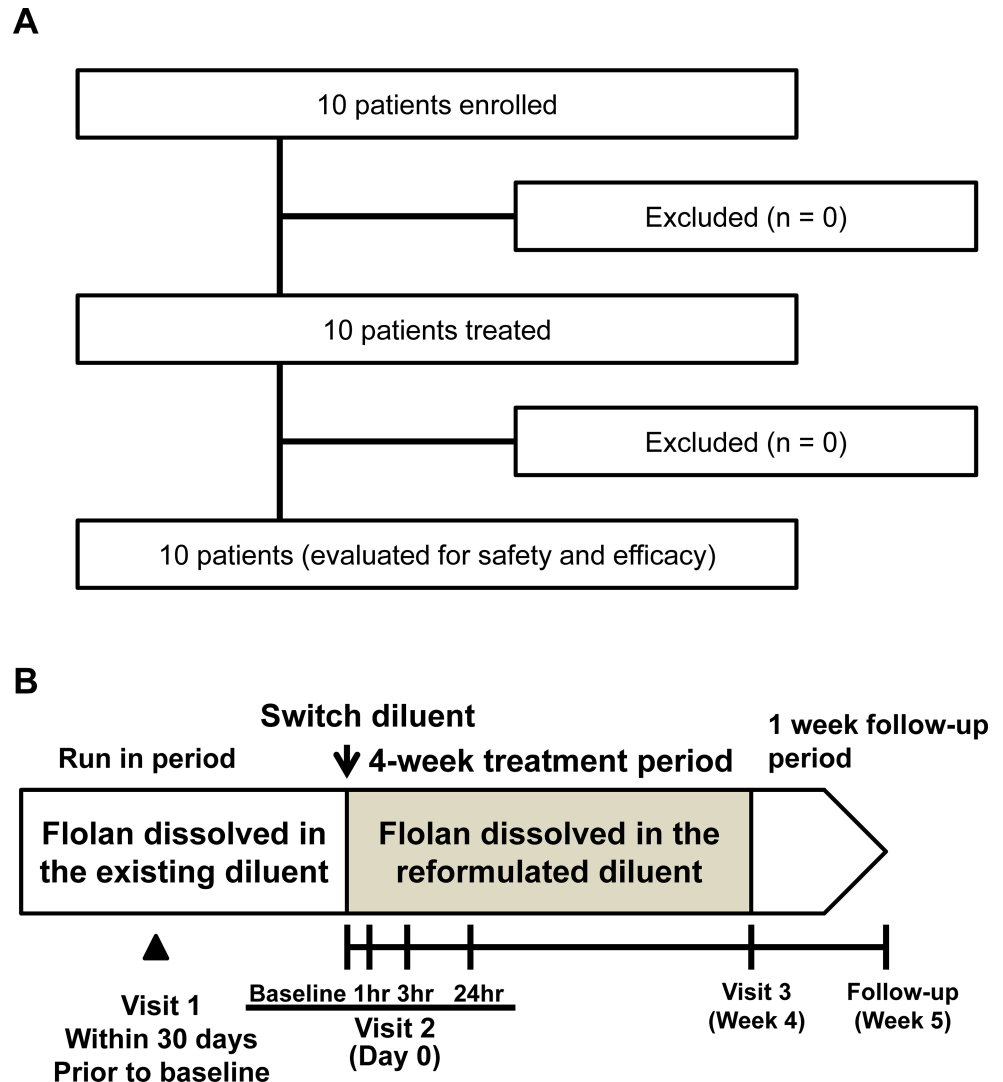 A
10 patients enrolled
Excluded (n = 0)
10 patients treated
Excluded (n = 0)
10 patients (evaluated for safety and efficacy)
B
Switch diluent
Run in period
4-week treatment period
1 week follow-up
period
Flolan dissolved in
the existing diluent
Flolan dissolved in the
reformulated diluent
Baseline 1hr 3hr 24hr
Visit 1
Within 30 days
Prior to baseline
Visit 2
(Day 0)
Visit 3
(Week 4)
Follow-up
(Week 5)